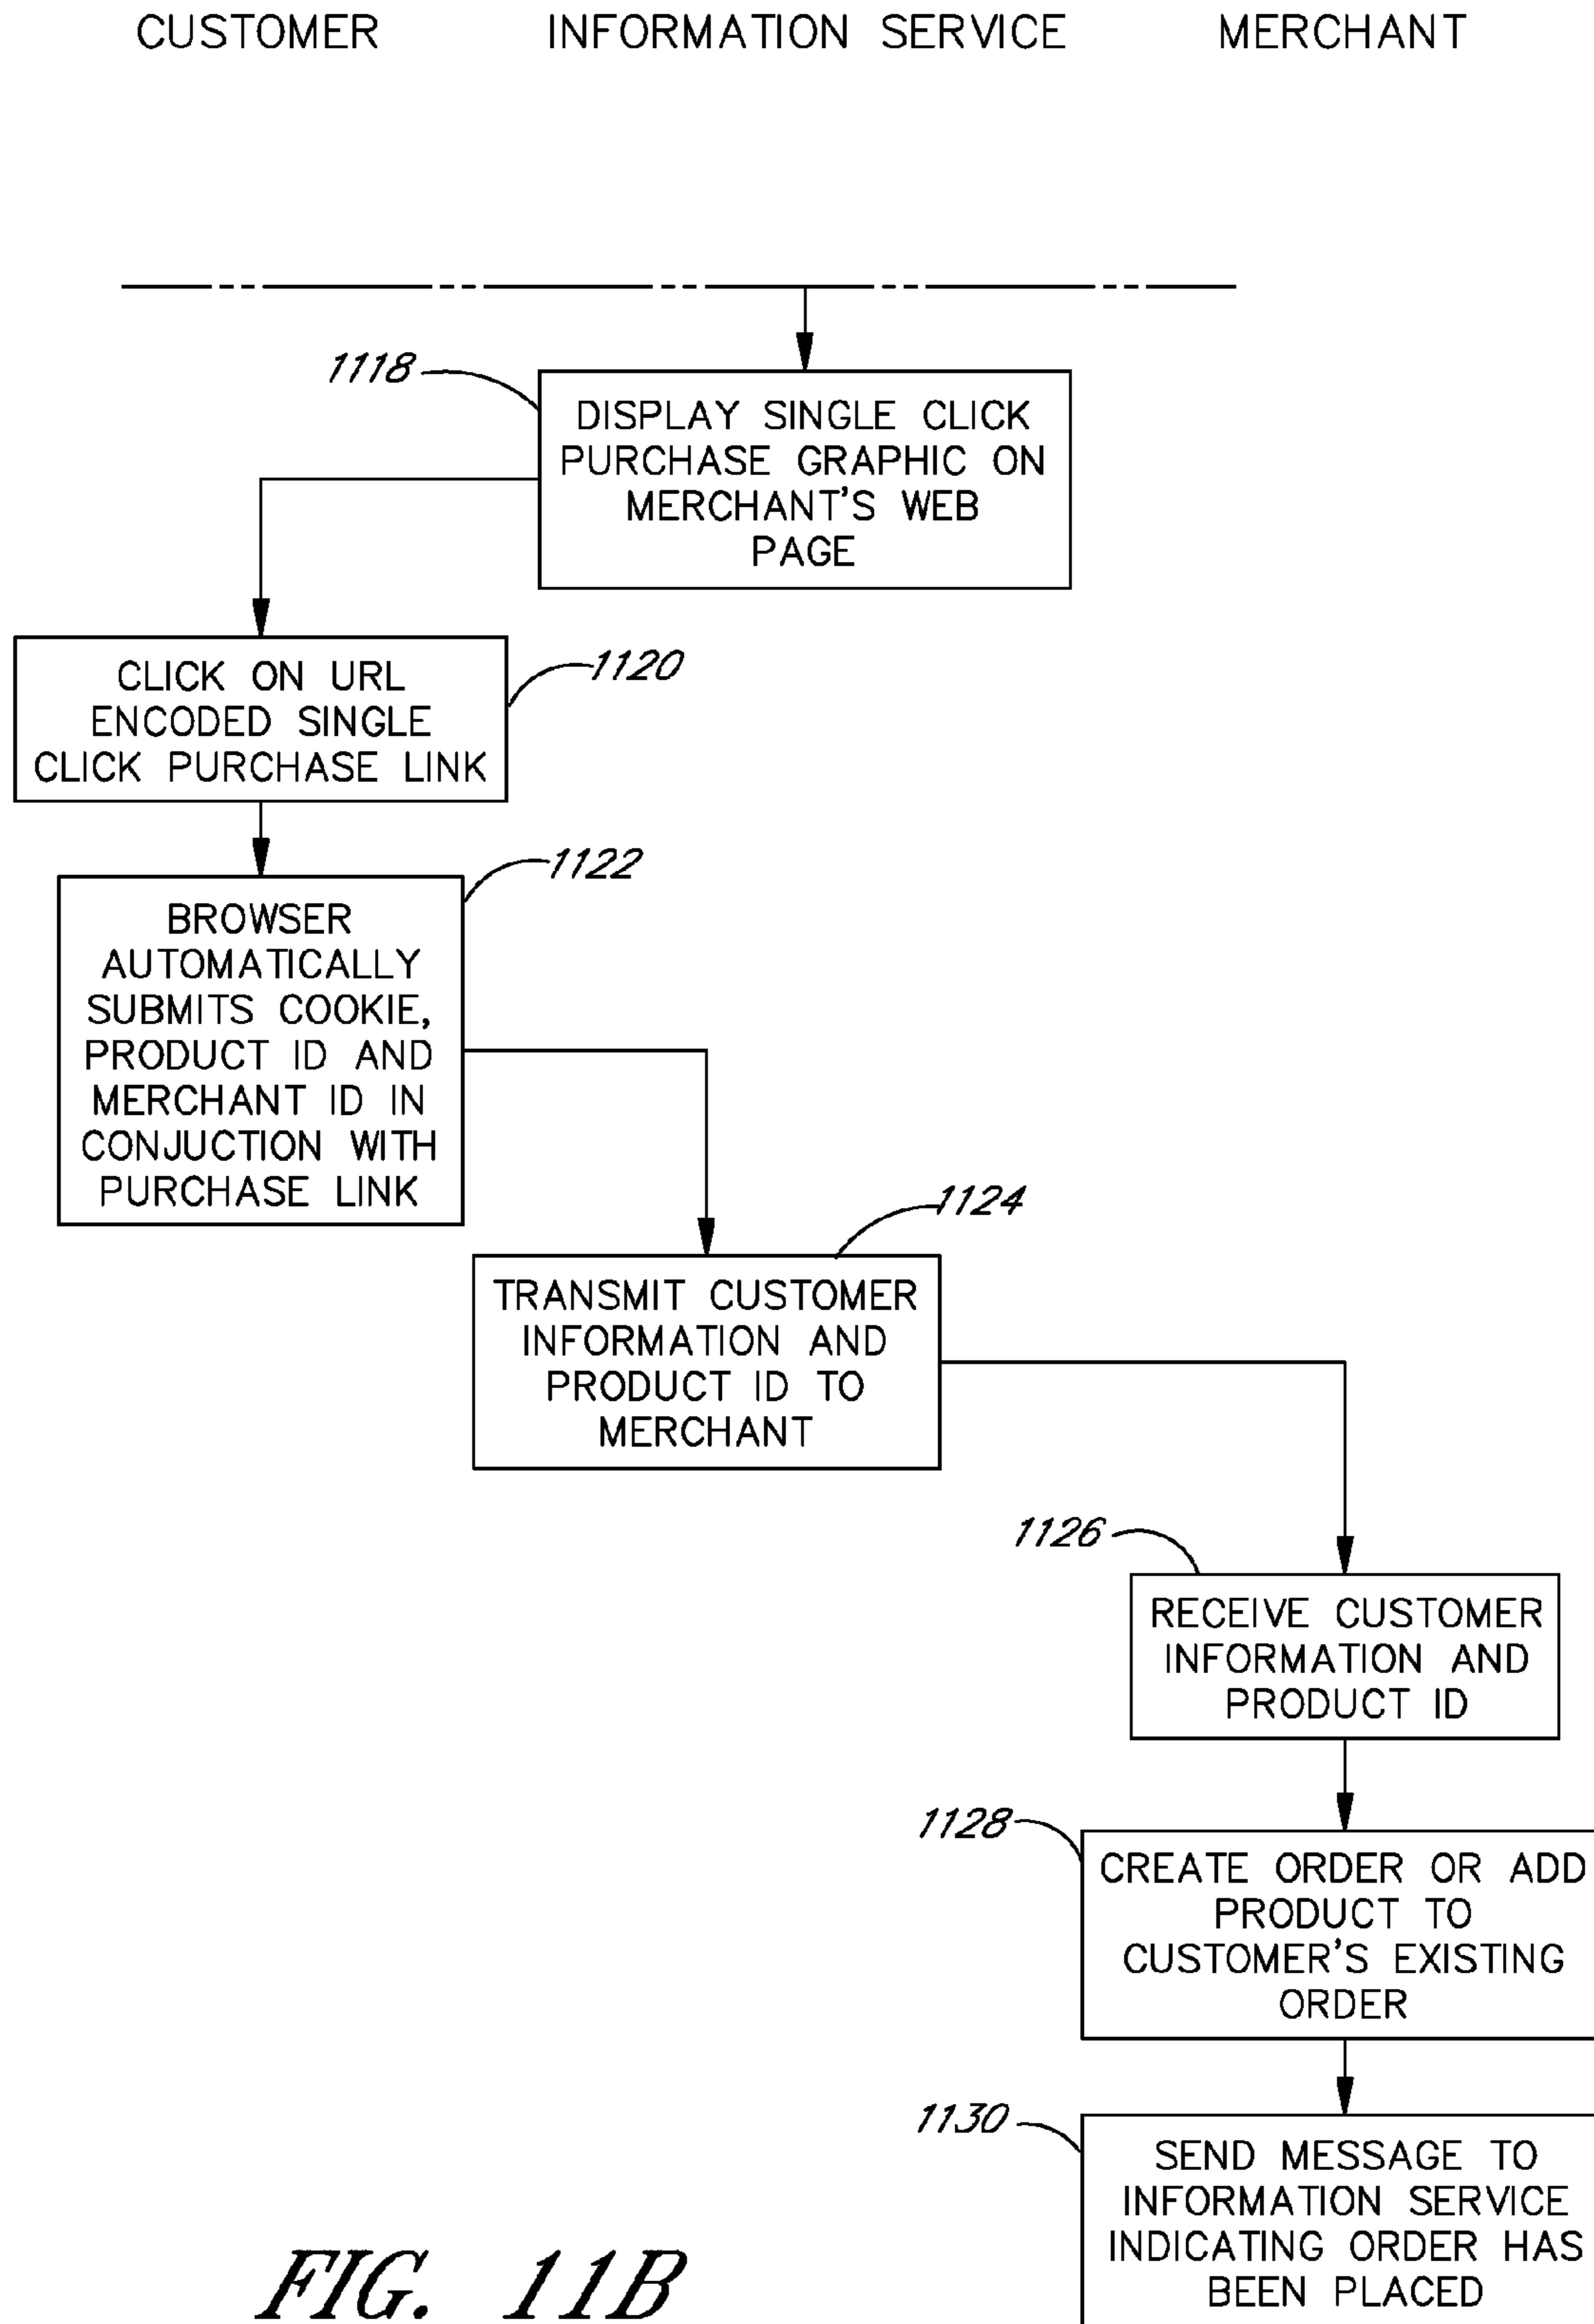 CUSTOMER INFORMATION SERVICE MERCHANT
1118
DISPLAY SINGLE CLICK
PURCHASE GRAPHIC ON
MERCHANT'S WEB
PAGE
CLICK ON URL
ENCODED SINGLE
CLICK PURCHASE LINK
1120
1122
BROWSER
AUTOMATICALLY
SUBMITS COOKIE,
PRODUCT ID AND
MERCHANT ID IN
CONJUCTION WITH
PURCHASE LINK
1124
TRANSMIT CUSTOMER
INFORMATION AND
PRODUCT ID TO
MERCHANT
1126
RECEIVE CUSTOMER
INFORMATION AND
PRODUCT ID
1128
CREATE ORDER OR ADD
PRODUCT TO
CUSTOMER'S EXISTING
ORDER
1130
SEND MESSAGE TO
INFORMATION SERVICE
INDICATING ORDER HAS
BEEN PLACED
FIG. 11B